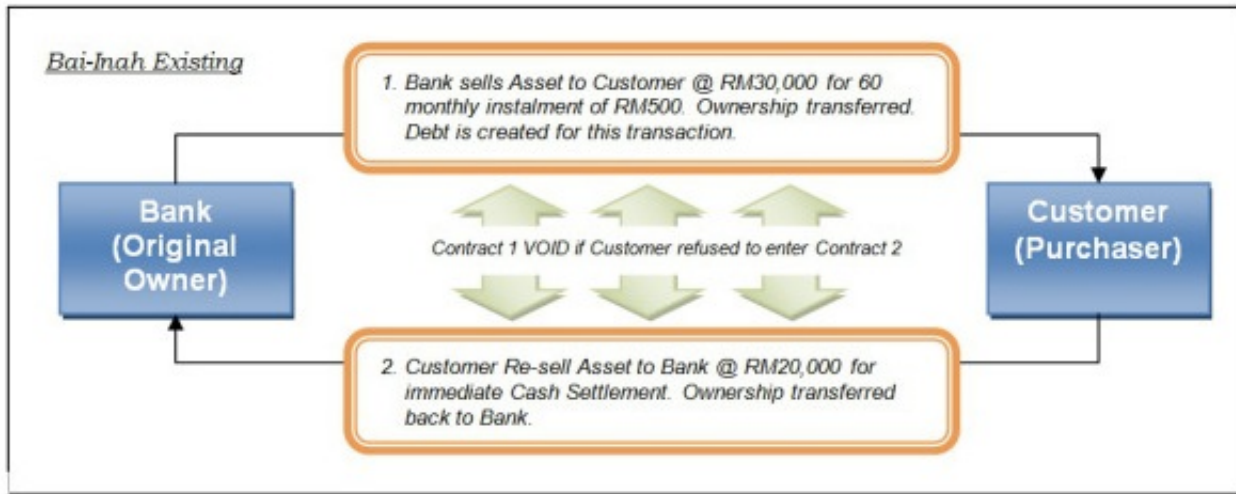 Bai-Inah Existing
1. Bank sells Asset to Customer @ RM30,000 for 60
monthly instalment of RM500. Ownership transferred.
Debt is created for this transaction.
Bank
(Original
Owner)
Customer
(Purchaser)
Contract 1 VOID if Customer refused to enter Contract 2
2. Customer Re-sell Asset to Bank @ RM20,000 for
immediate Cash Settlement. Ownership transferred
back to Bank.